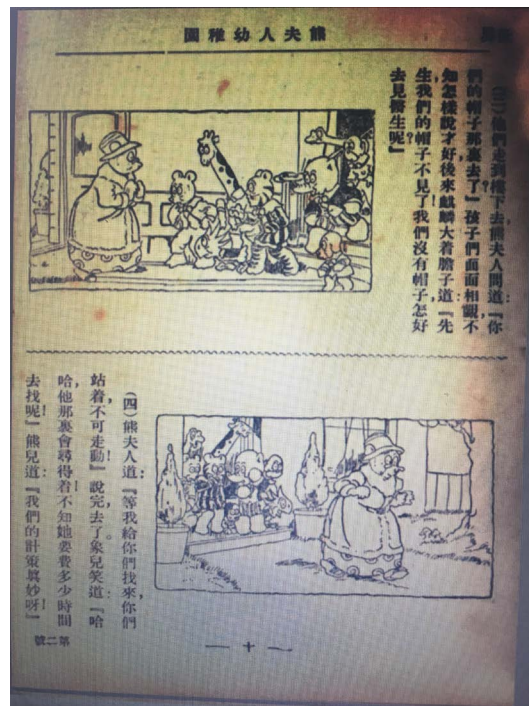 熊夫人幼稚園
(三)他們走到樓下去,熊夫人問道:『你
們的帽子那裏去了?』孩子們面面相覷,不
知怎樣說才好,後來麒麟大着膽子道:『先
生!我們的帽子不見了,我們沒有帽子怎好
去見醫生呢?』
(四)熊夫人道:『等我給你們找來,你們
站着,不可走動!』說完,去了。象兒笑道:『哈
哈,他那裏會尋得着!不知她要費多少時間
去找呢!』熊兒道:『我們的計策眞妙呀!』
第二號
—十—